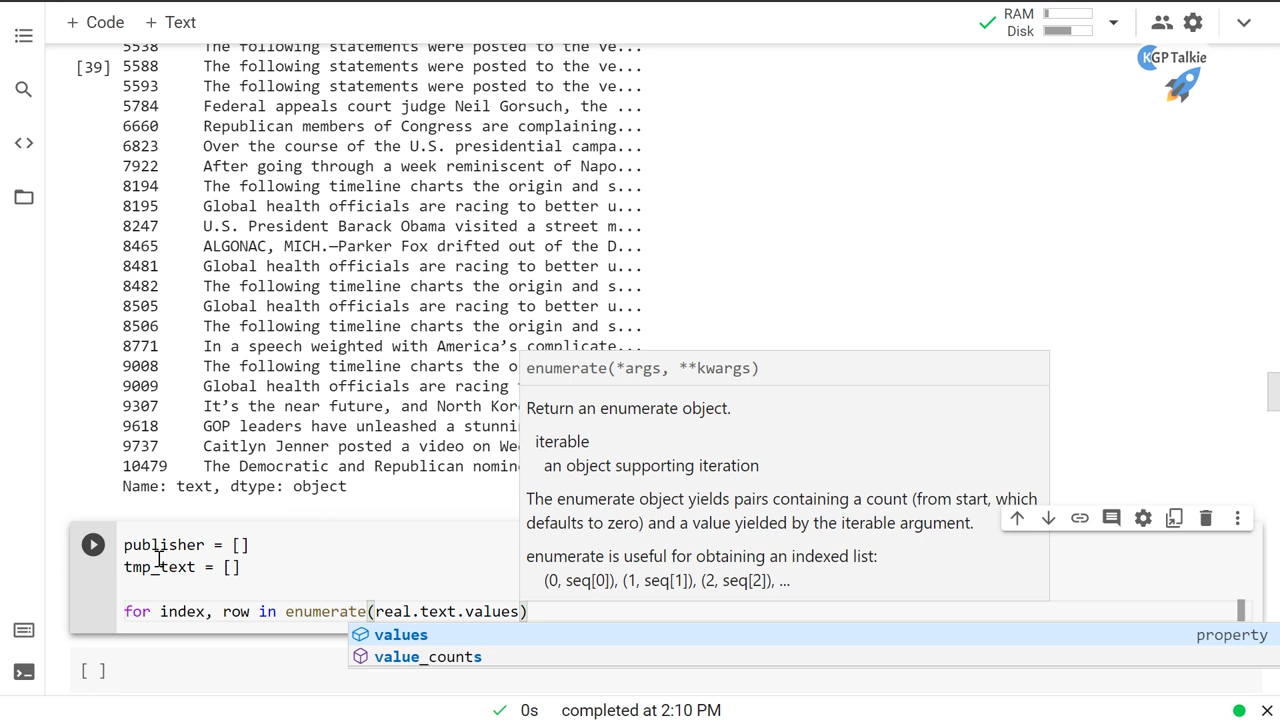 + Code + Text
RAM
Disk
KGP Talkie
5538 The following statements were posted to the ve...
[39] 5588 The following statements were posted to the ve...
5593 The following statements were posted to the ve...
5784 Federal appeals court judge Neil Gorsuch, the ...
6660 Republican members of Congress are complaining...
6823 Over the course of the U.S. presidential campa...
7922 After going through a week reminiscent of Napo...
8194 The following timeline charts the origin and s...
8195 Global health officials are racing to better u...
8247 U.S. President Barack Obama visited a street m...
8465 ALGONAC, MICH.—Parker Fox drifted out of the D...
8481 Global health officials are racing to better u...
8482 The following timeline charts the origin and s...
8505 Global health officials are racing to better u...
8506 The following timeline charts the origin and s...
8771 In a speech weighted with America’s complicate...
9008 The following timeline charts the o
9009 Global health officials are racing
9307 It’s the near future, and North Kor
9618 GOP leaders have unleashed a stunni
9737 Caitlyn Jenner posted a video on We
10479 The Democratic and Republican nomin
Name: text, dtype: object
enumerate(*args, **kwargs)
Return an enumerate object.
iterable
an object supporting iteration
The enumerate object yields pairs containing a count (from start, which
defaults to zero) and a value yielded by the iterable argument.
enumerate is useful for obtaining an indexed list:
(0, seq[0]), (1, seq[1]), (2, seq[2]), ...
publisher = []
tmp_text = []
for index, row in enumerate(real.text.values)
values property
value_counts
[ ]
0s completed at 2:10 PM